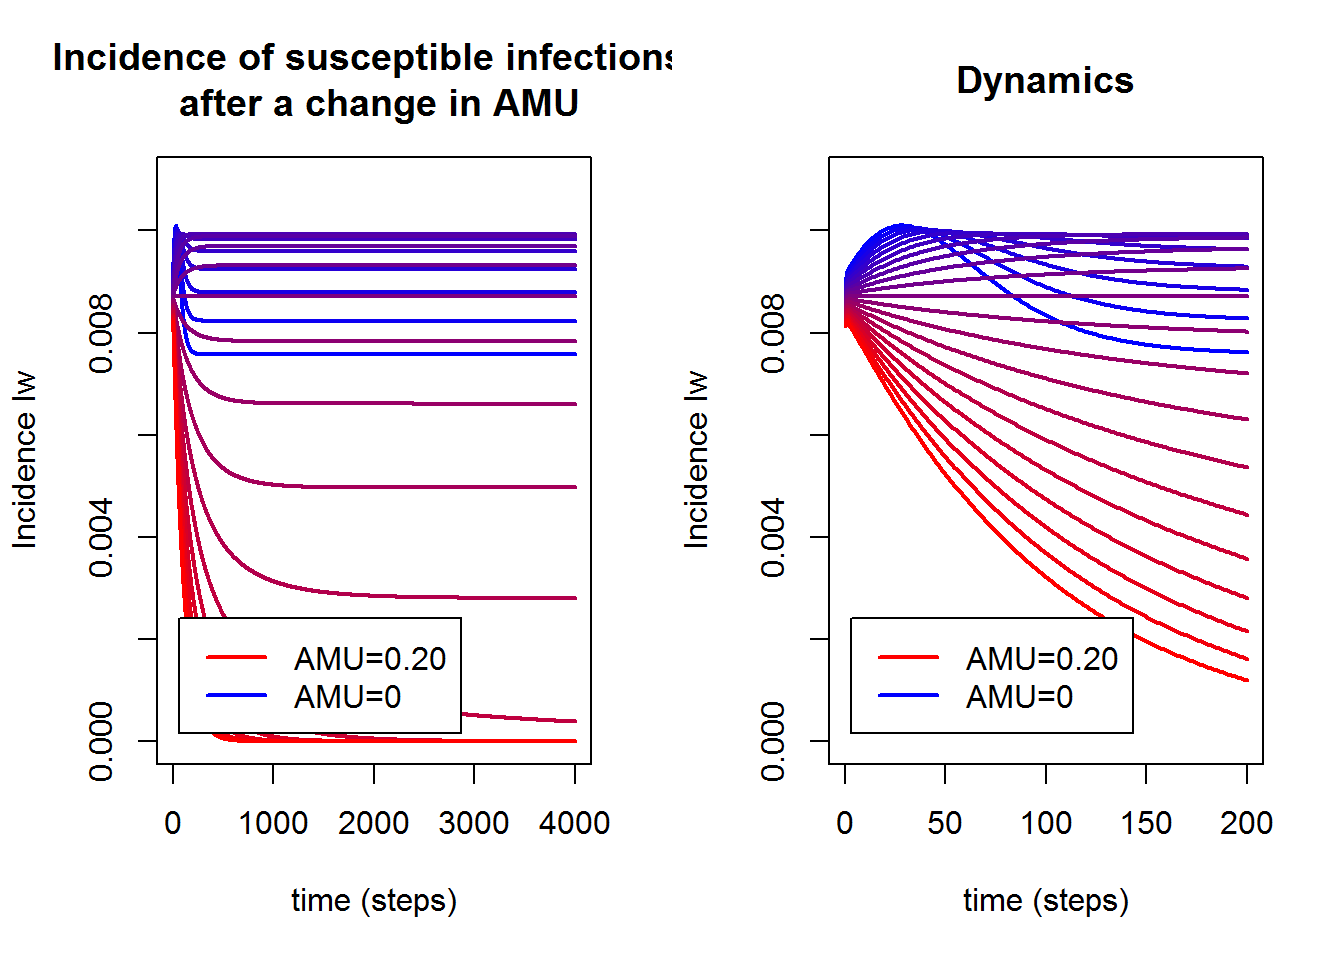 Incidence of susceptible infections
after a change in AMU
Incidence Iw
0.000
0.004
0.008
AMU=0.20
AMU=0
0 1000 2000 3000 4000
time (steps)
Dynamics
Incidence Iw
0.000
0.004
0.008
AMU=0.20
AMU=0
0 50 100 150 200
time (steps)